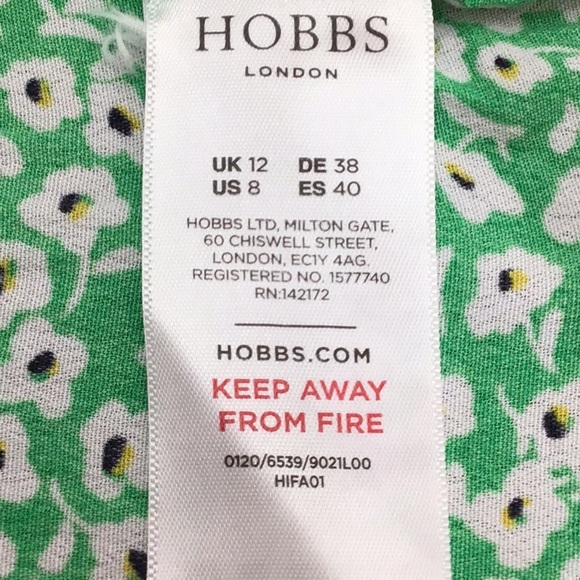 HOBBS
LONDON
UK 12 DE 38
US 8 ES 40
HOBBS LTD, MILTON GATE,
60 CHISWELL STREET,
LONDON, EC1Y 4AG.
REGISTERED NO. 1577740
RN:142172
HOBBS.COM
KEEP AWAY
FROM FIRE
0120/6539/9021L00
HIFA01